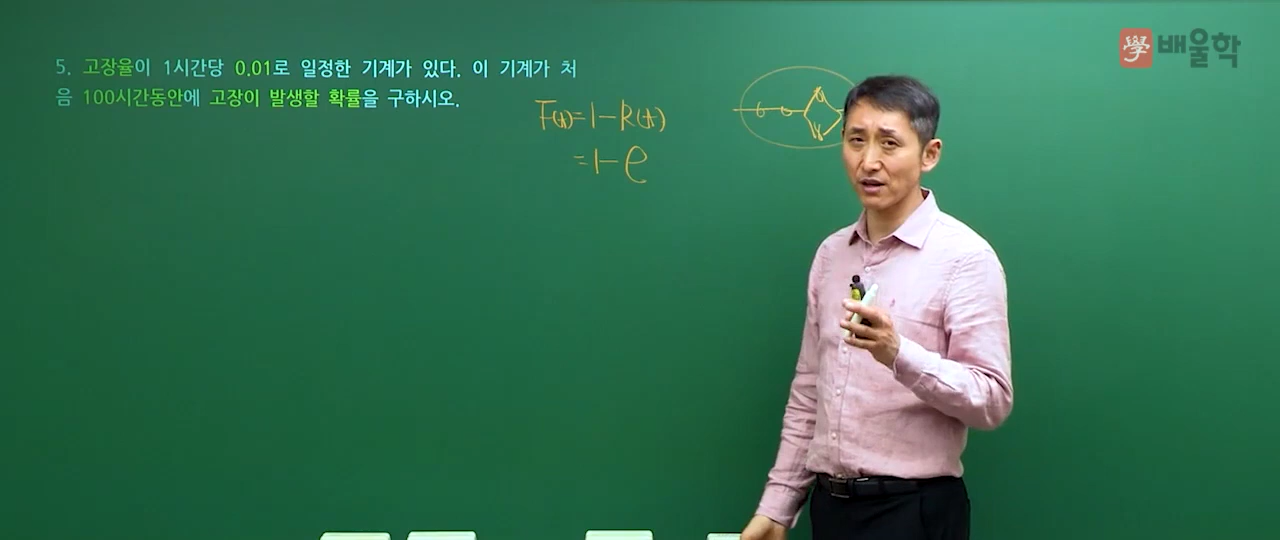 學 배울학
5. 고장율이 1시간당 0.01로 일정한 기계가 있다. 이 기계가 처
음 100시간동안에 고장이 발생할 확률을 구하시오.
F(t)=1-R(t)
=1-e